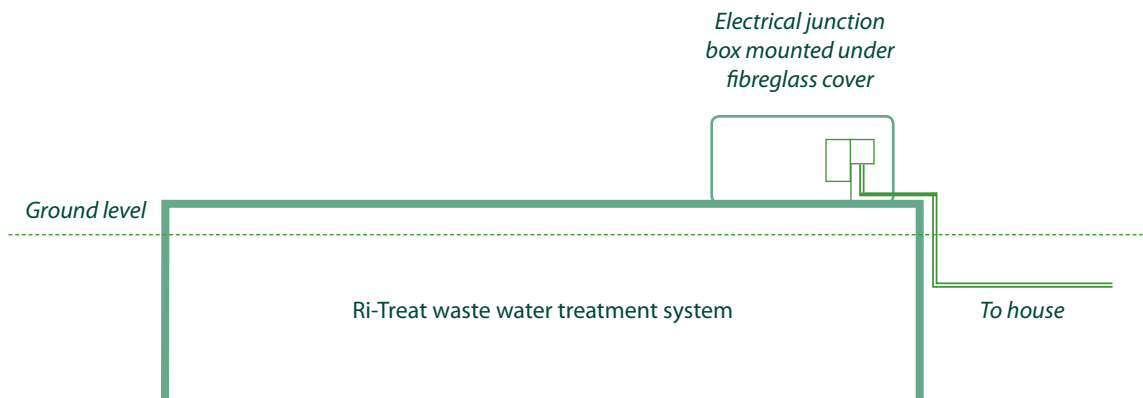 Electrical junction
box mounted under
fibreglass cover
Ground level
Ri-Treat waste water treatment system
To house